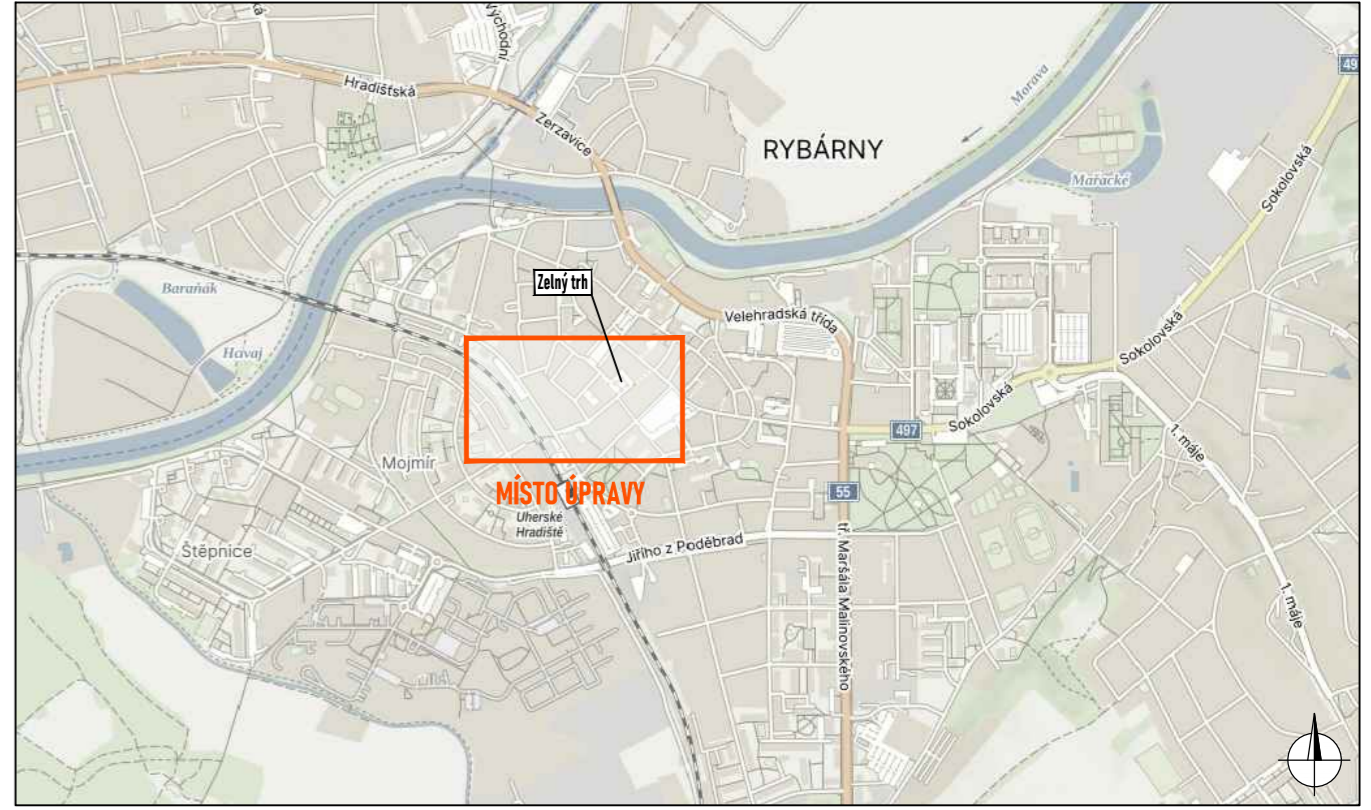 Východní
49
Hradišťská
Zerzavice
RYBÁRNY
Morava
Mařacké
Sokolovská
Zelný trh
Baraňák
Havaj
Velehradská třída
Sokolovská
Sokolovská
497
1. máje
Mojmír
MÍSTO ÚPRAVY
55
Uherské
Hradiště
Štěpnice
Jiřího z Poděbrad
tř. Maršála Malinovského
1. máje